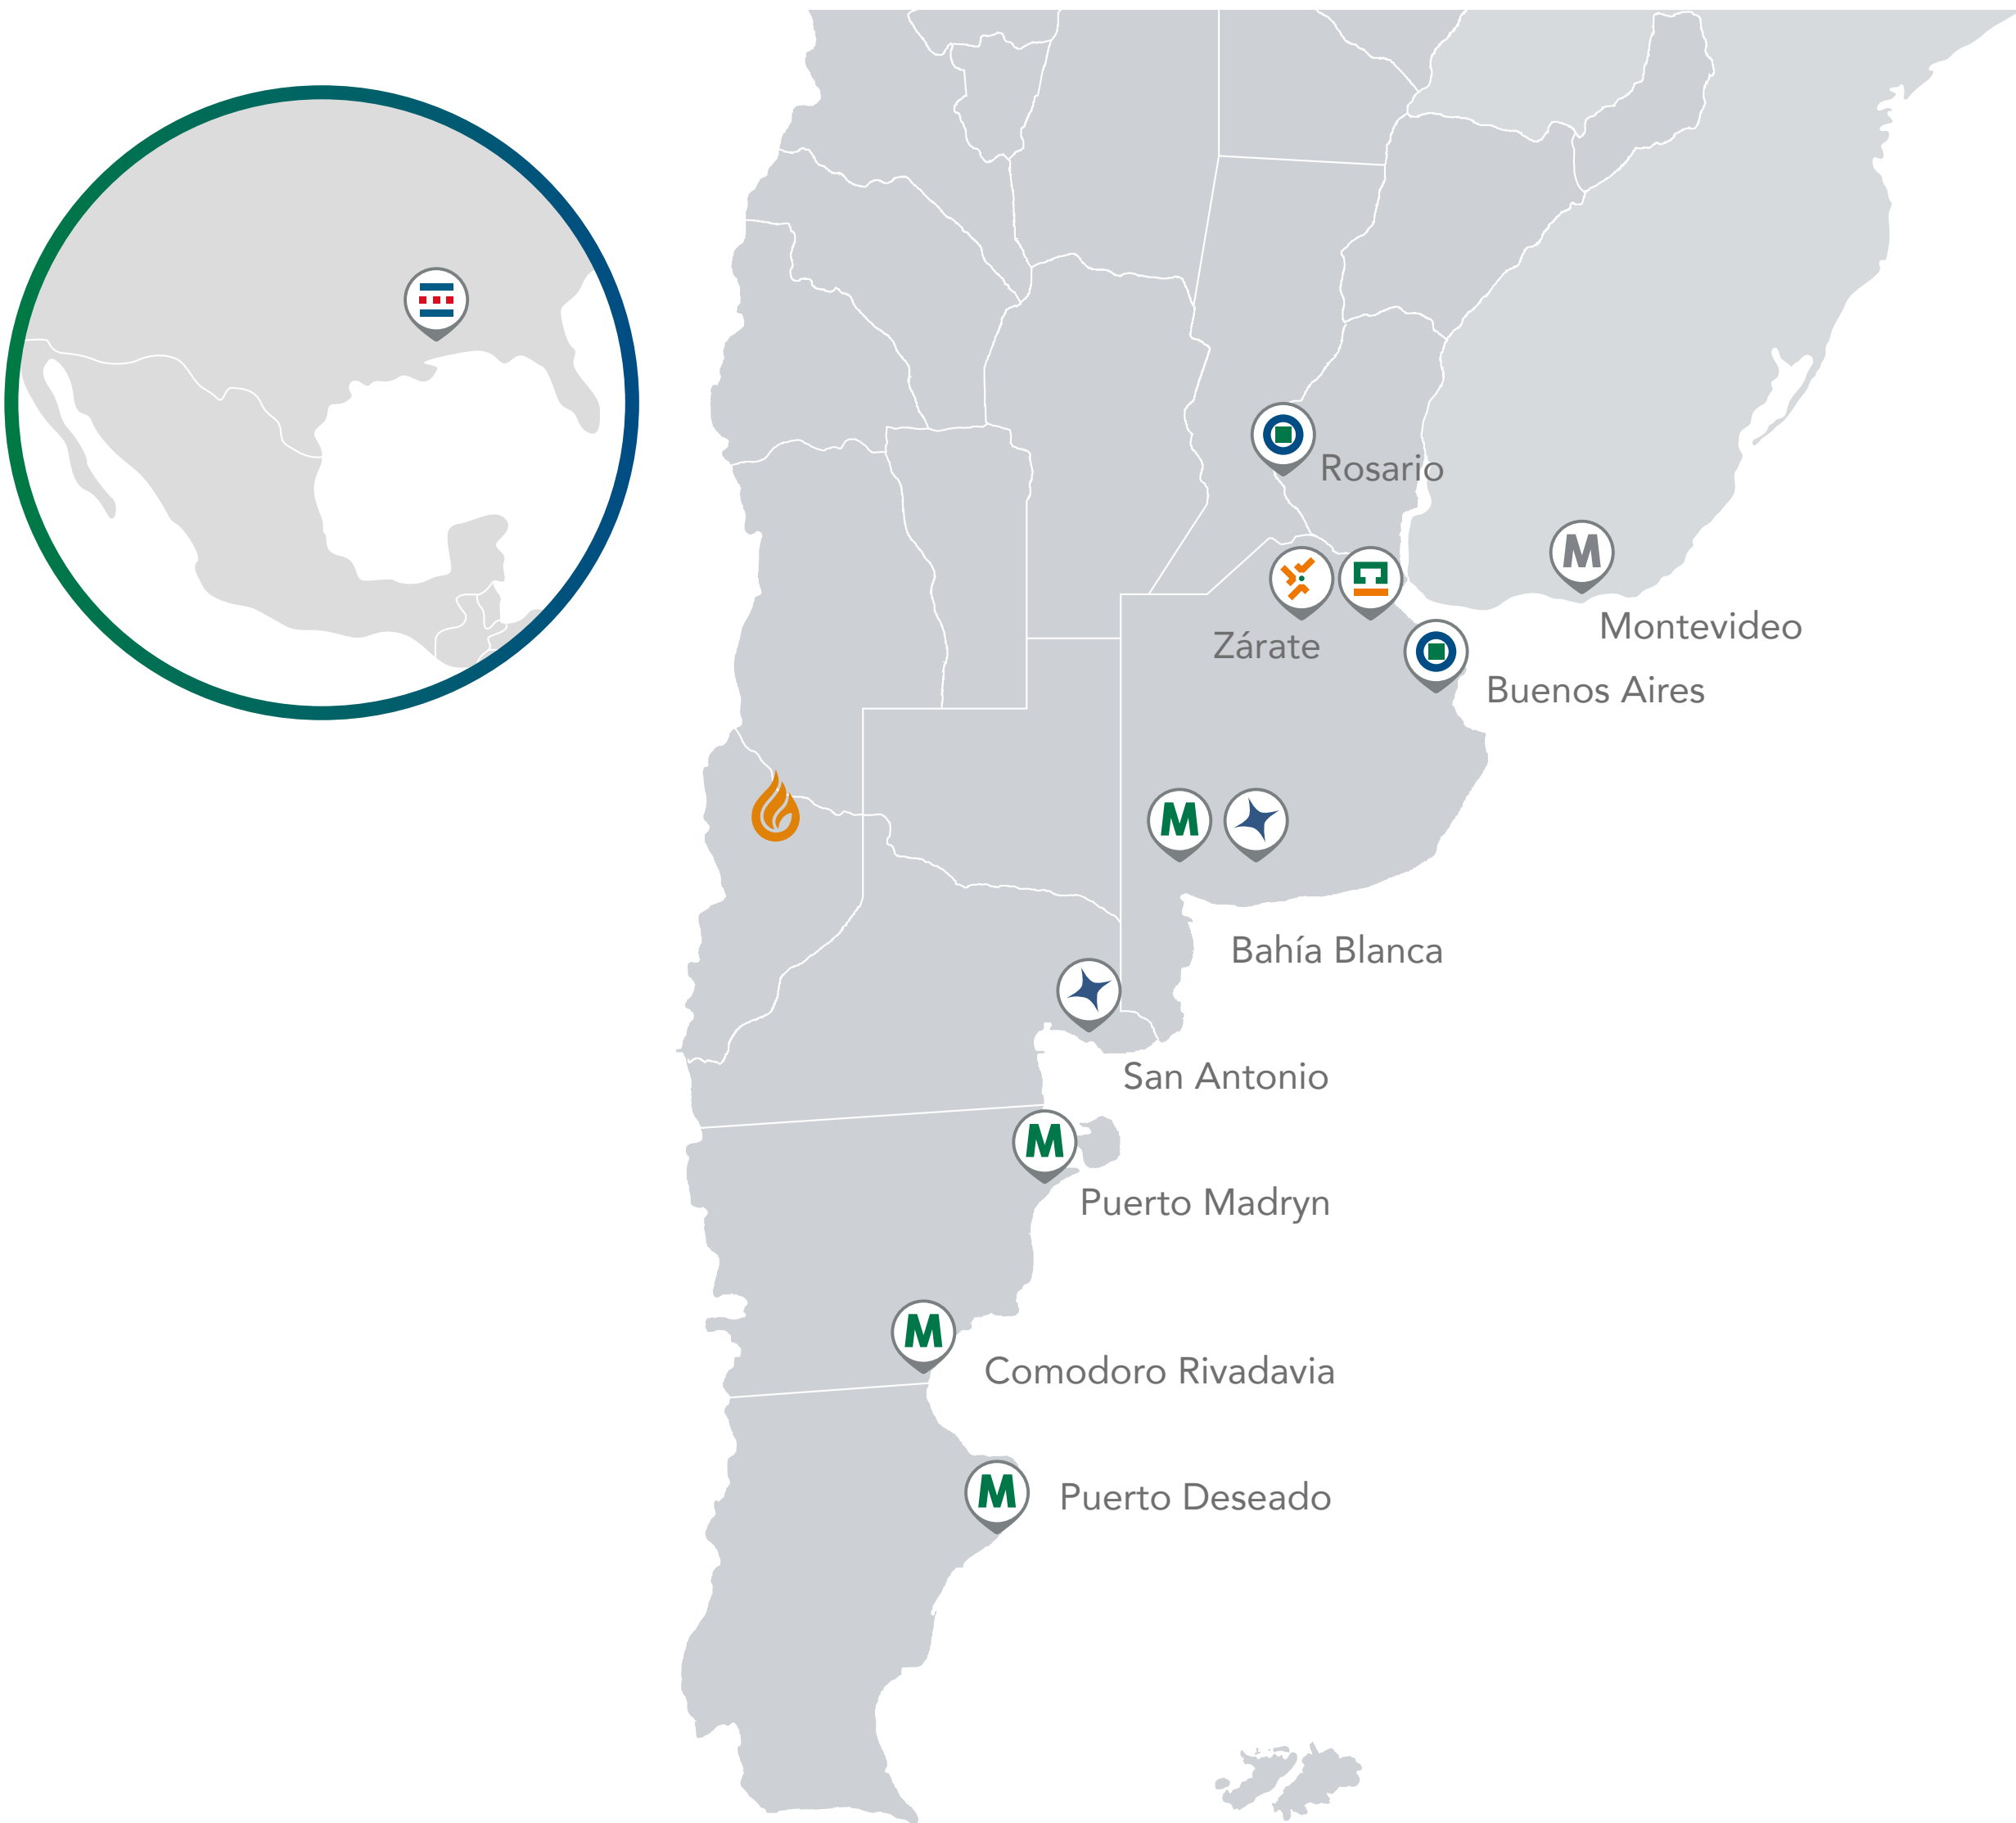 Rosario
M
Montevideo
Zárate
Buenos Aires
M
Bahía Blanca
San Antonio
M
Puerto Madryn
M
Comodoro Rivadavia
M
Puerto Deseado